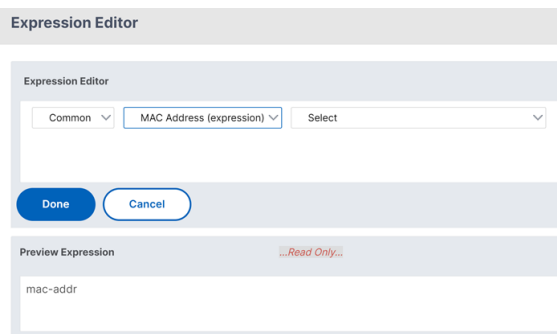 Expression Editor
Expression Editor
Common MAC Address (expression) Select
Done Cancel
Preview Expression ...Read Only...
mac-addr